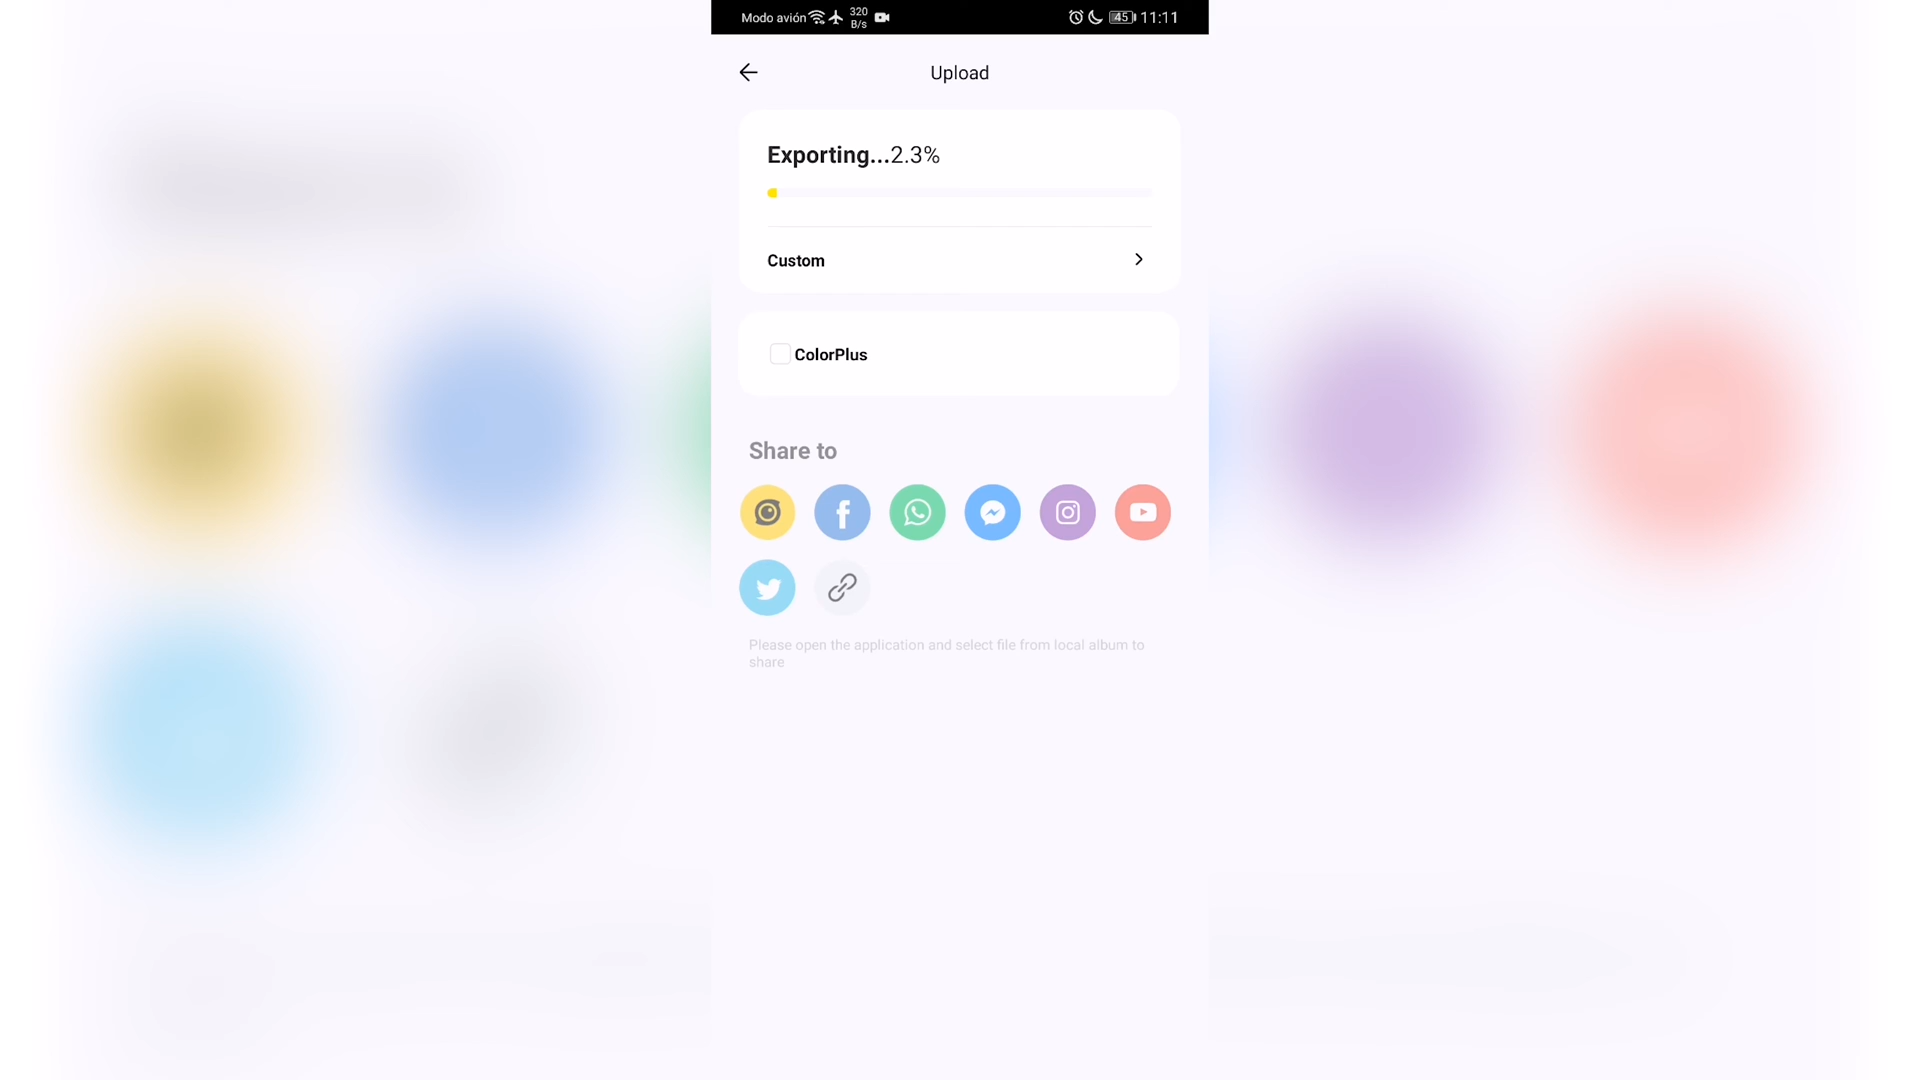 Modo avión 320 B/s 45 11:11
Upload
Exporting...2.3%
Custom
ColorPlus
Share to
Please open the application and select file from local album to
share